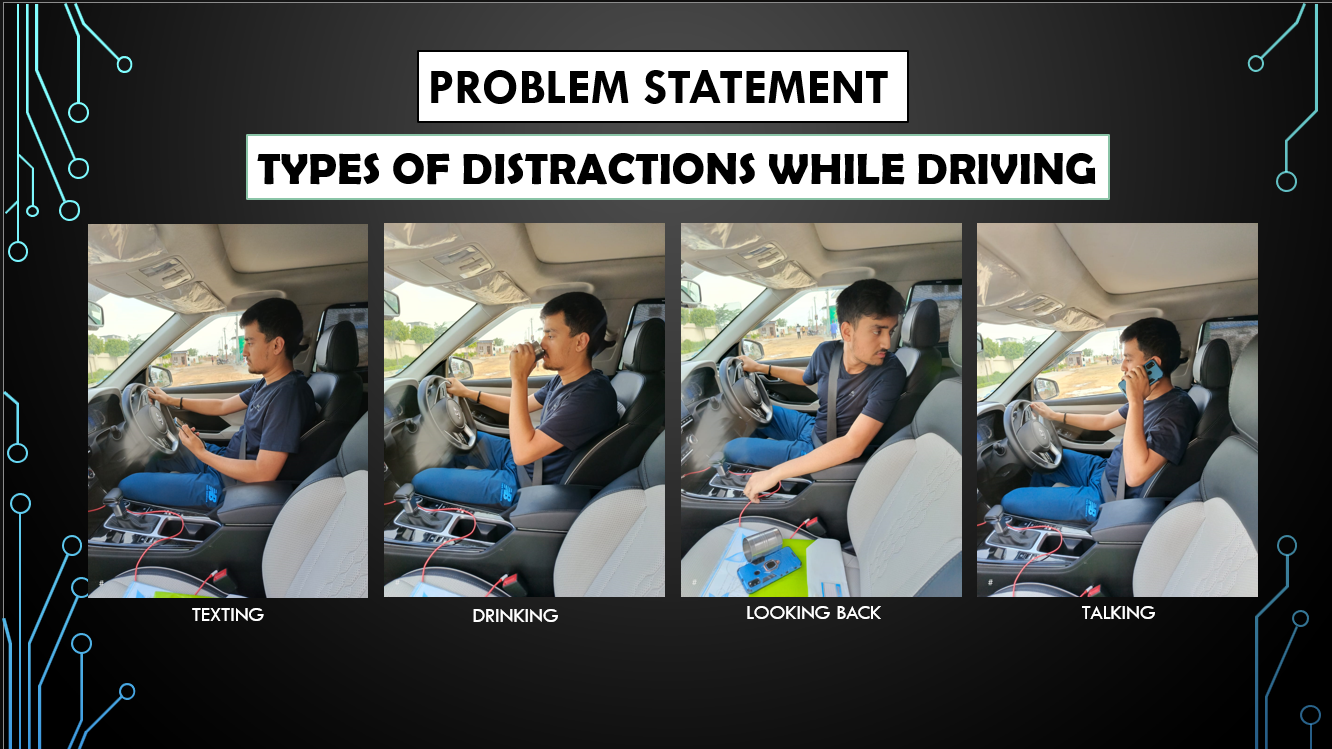 PROBLEM STATEMENT
TYPES OF DISTRACTIONS WHILE DRIVING
TEXTING
DRINKING
LOOKING BACK
TALKING